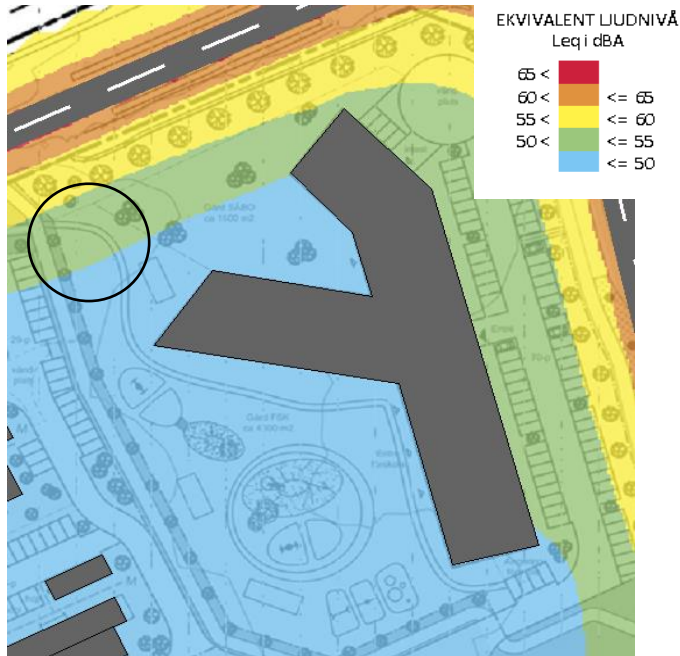 EKVIVALENT LJUDNIVÅ
Leq i dBA
65 <
60 < <= 65
55 < <= 60
50 < <= 55
<= 50
Gård SÄBO
ca 1100 m2
Gård FSK
ca 4100 m2